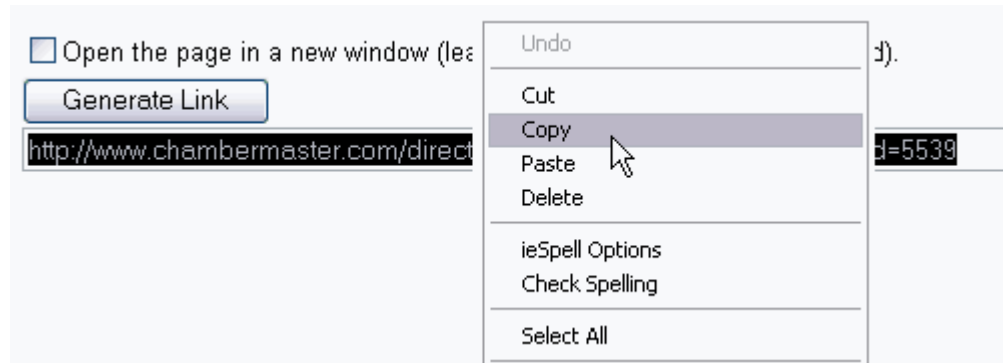 Undo
Open the page in a new window (lea d).
Cut
Generate Link
Copy
http://www.chambermaster.com/direct d=5539
Paste
Delete
ieSpell Options
Check Spelling
Select All